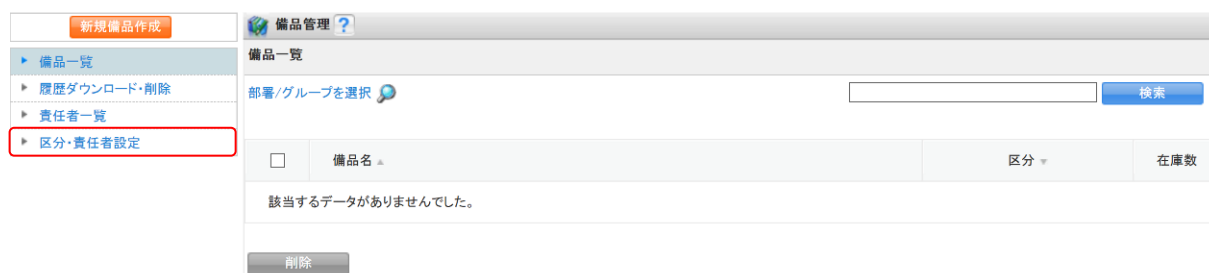 新規備品作成
備品一覧
履歴ダウンロード・削除
責任者一覧
区分・責任者設定
備品管理 ?
備品一覧
部署/グループを選択
検索
備品名 区分 在庫数
該当するデータがありませんでした。
削除